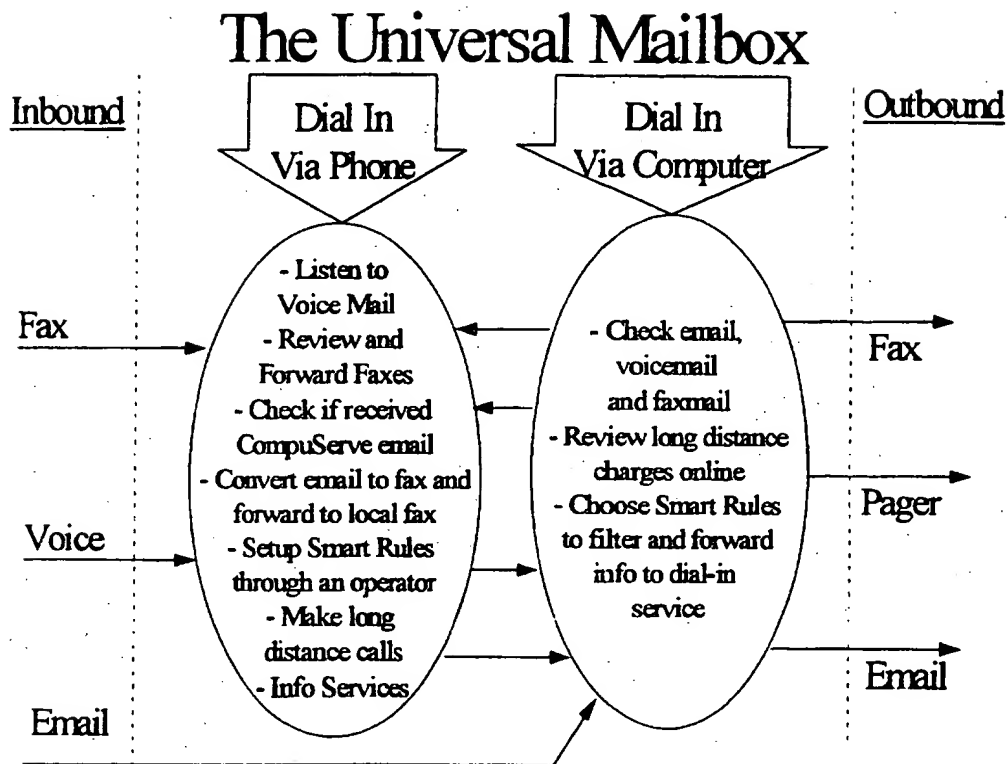 The Universal Mailbox
Inbound
Dial In
Via Phone
Dial In
Via Computer
Outbound
Fax
Voice
Email
- Listen to
Voice Mail
- Review and
Forward Faxes
- Check if received
CompuServe email
- Convert email to fax and
forward to local fax
- Setup Smart Rules
through an operator
- Make long
distance calls
- Info Services
- Check email,
voicemail
and faxmail
- Review long distance
charges online
- Choose Smart Rules
to filter and forward
info to dial-in
service
Fax
Pager
Email